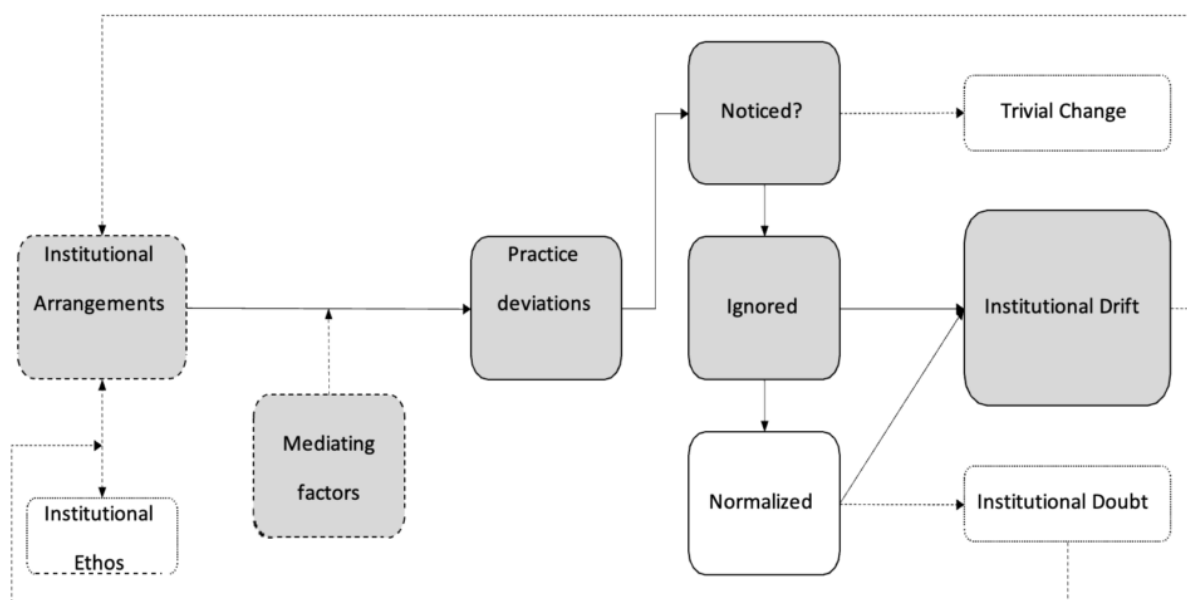 Noticed?
Trivial Change
Institutional
Arrangements
Practice
deviations
Ignored
Institutional Drift
Mediating
factors
Normalized
Institutional Doubt
Institutional
Ethos